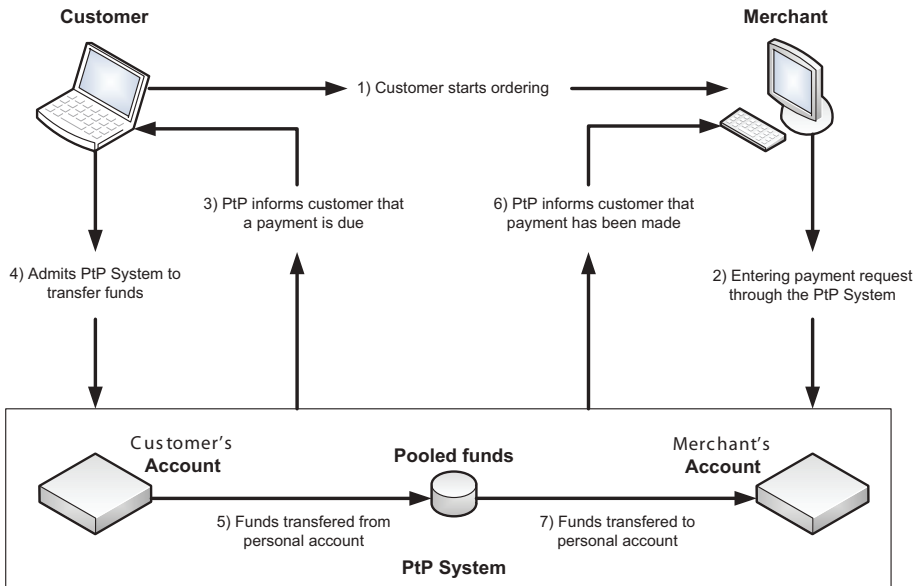 Customer
Merchant
1) Customer starts ordering
3) PtP informs customer that
a payment is due
6) PtP informs customer that
payment has been made
4) Admits PtP System to
transfer funds
2) Entering payment request
through the PtP System
Customer's
Account
Pooled funds
Merchant's
Account
5) Funds transfered from
personal account
7) Funds transfered to
personal account
PtP System